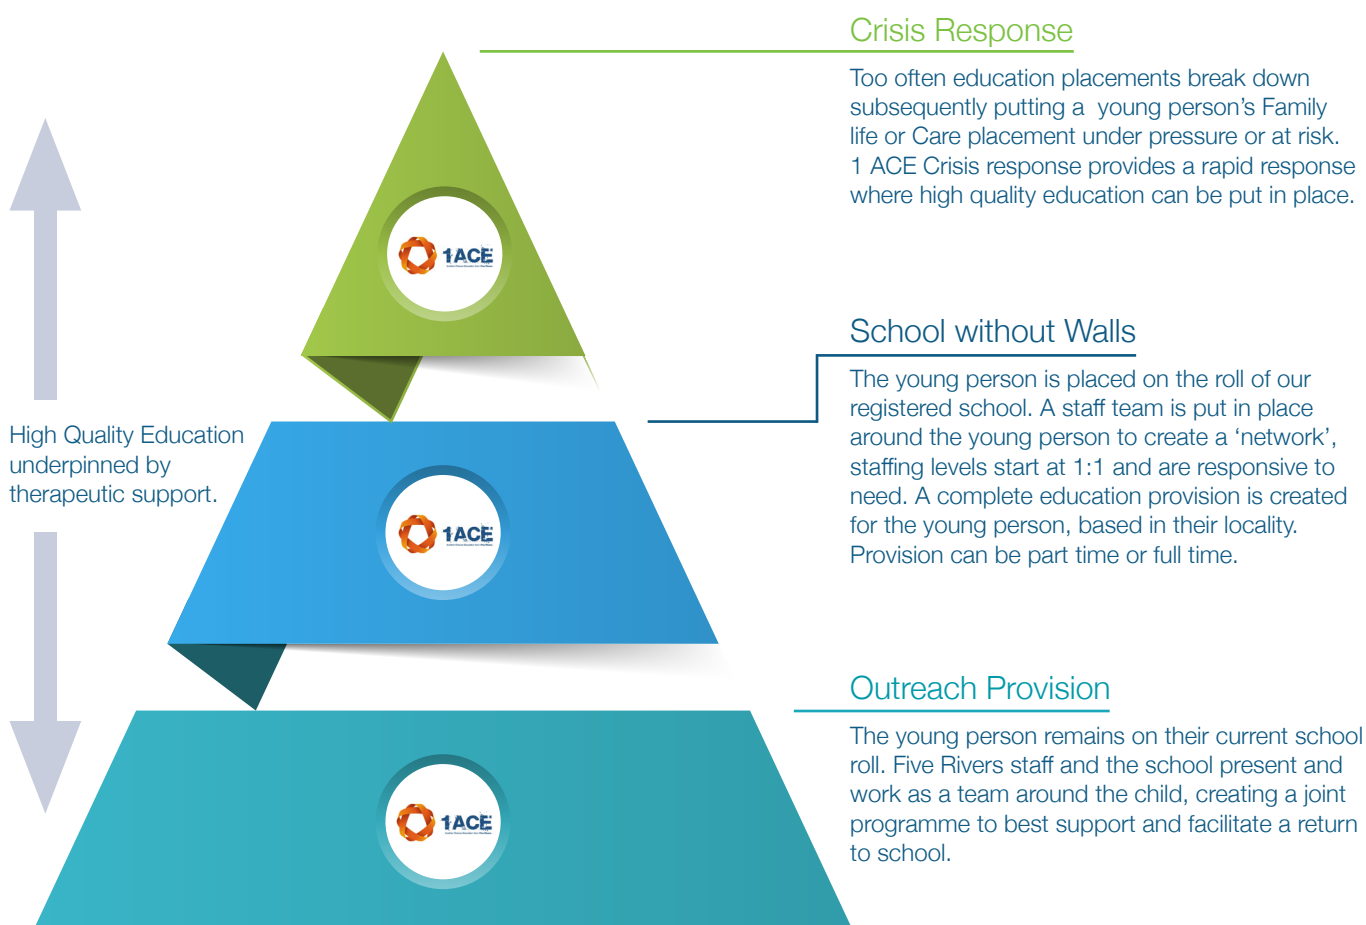 Crisis Response
Too often education placements break down
subsequently putting a  young person’s Family
life or Care placement under pressure or at risk.
1 ACE Crisis response provides a rapid response
where high quality education can be put in place.
1ACE
School without Walls
The young person is placed on the roll of our
registered school. A staff team is put in place
around the young person to create a ‘network’,
staffing levels start at 1:1 and are responsive to
need. A complete education provision is created
for the young person, based in their locality.
Provision can be part time or full time.
High Quality Education
underpinned by
therapeutic support.
1ACE
Outreach Provision
The young person remains on their current school
roll. Five Rivers staff and the school present and
work as a team around the child, creating a joint
programme to best support and facilitate a return
to school.
1ACE